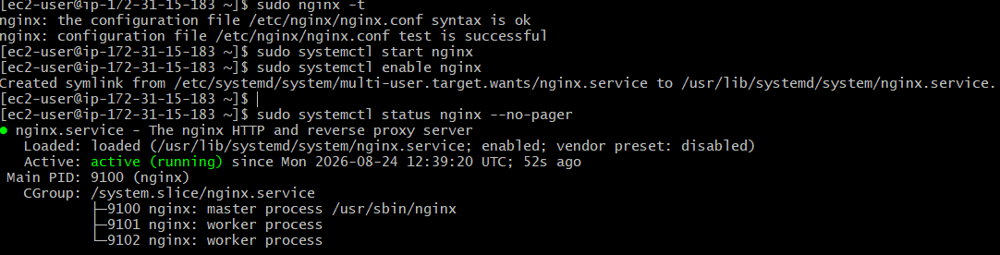 [ec2-user@ip-172-31-15-183 ~]$ sudo nginx -t
nginx: the configuration file /etc/nginx/nginx.conf syntax is ok
nginx: configuration file /etc/nginx/nginx.conf test is successful
[ec2-user@ip-172-31-15-183 ~]$ sudo systemctl start nginx
[ec2-user@ip-172-31-15-183 ~]$ sudo systemctl enable nginx
Created symlink from /etc/systemd/system/multi-user.target.wants/nginx.service to /usr/lib/systemd/system/nginx.service.
[ec2-user@ip-172-31-15-183 ~]$
[ec2-user@ip-172-31-15-183 ~]$ sudo systemctl status nginx --no-pager
● nginx.service - The nginx HTTP and reverse proxy server
   Loaded: loaded (/usr/lib/systemd/system/nginx.service; enabled; vendor preset: disabled)
   Active: active (running) since Mon 2026-08-24 12:39:20 UTC; 52s ago
 Main PID: 9100 (nginx)
   CGroup: /system.slice/nginx.service
           ├─9100 nginx: master process /usr/sbin/nginx
           ├─9101 nginx: worker process
           └─9102 nginx: worker process